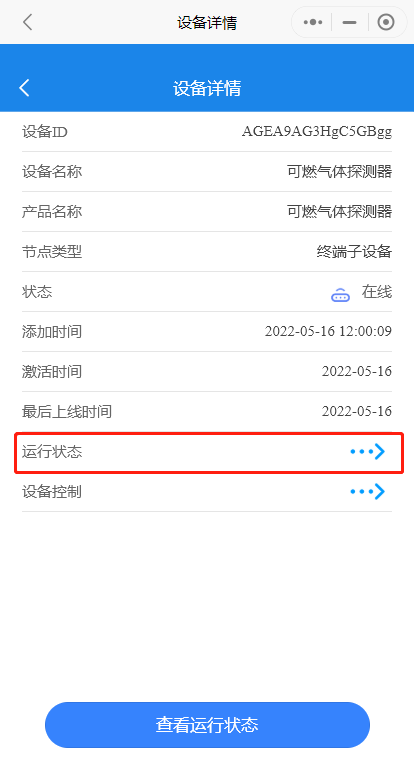 设备详情
设备详情
设备ID AGEA9AG3HgC5GBgg
设备名称 可燃气体探测器
产品名称 可燃气体探测器
节点类型 终端子设备
状态 在线
添加时间 2022-05-16 12:00:09
激活时间 2022-05-16
最后上线时间 2022-05-16
运行状态
设备控制
查看运行状态